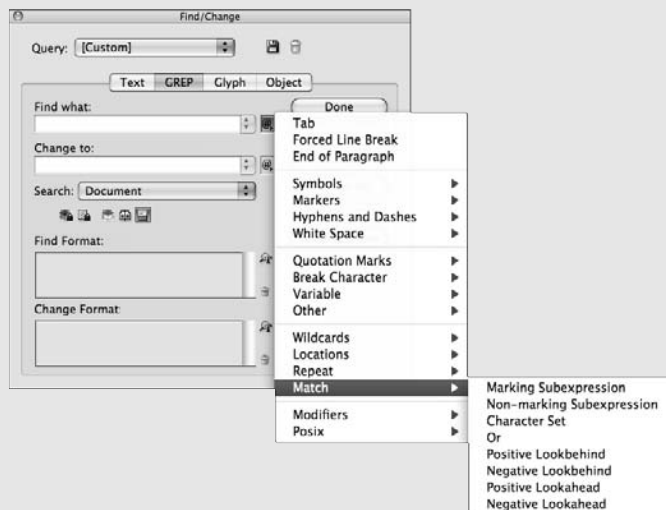 Find/Change
Query: [Custom]
Text GREP Glyph Object
Find what:
Done
Change to:
Search: Document
Find Format:
Change Format:
Tab
Forced Line Break
End of Paragraph
Symbols
Markers
Hyphens and Dashes
White Space
Quotation Marks
Break Character
Variable
Other
Wildcards
Locations
Repeat
Match
Modifiers
Posix
Marking Subexpression
Non-marking Subexpression
Character Set
Or
Positive Lookbehind
Negative Lookbehind
Positive Lookahead
Negative Lookahead